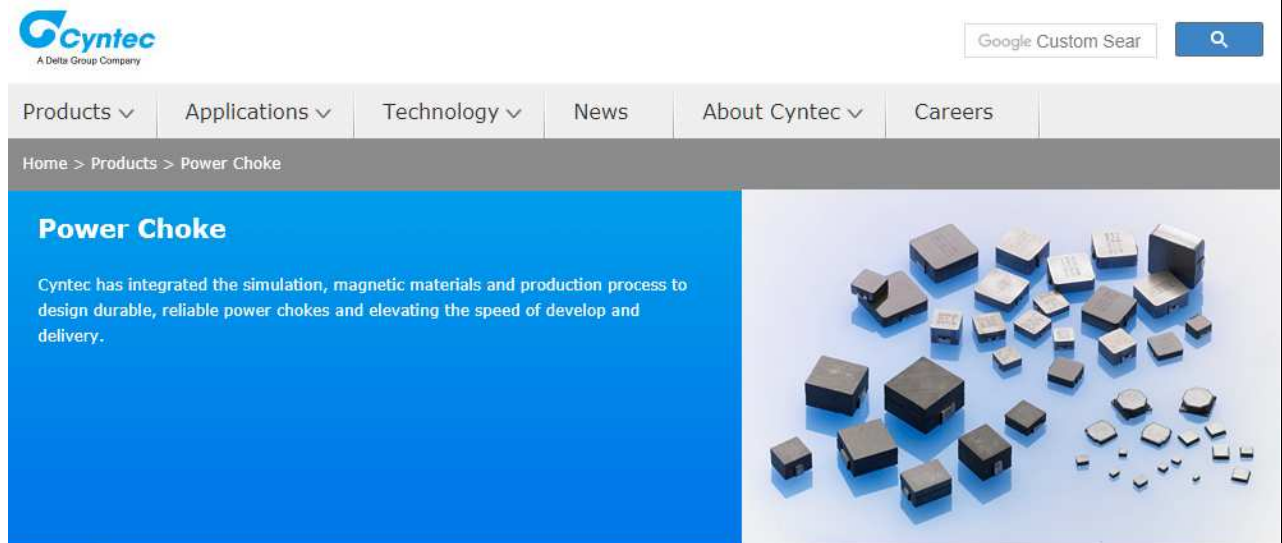 Cyntec
A Delta Group Company
Google Custom Sear
Products
Applications
Technology
News
About Cyntec
Careers
Home > Products > Power Choke
Power Choke
Cyntec has integrated the simulation, magnetic materials and production process to
design durable, reliable power chokes and elevating the speed of develop and
delivery.